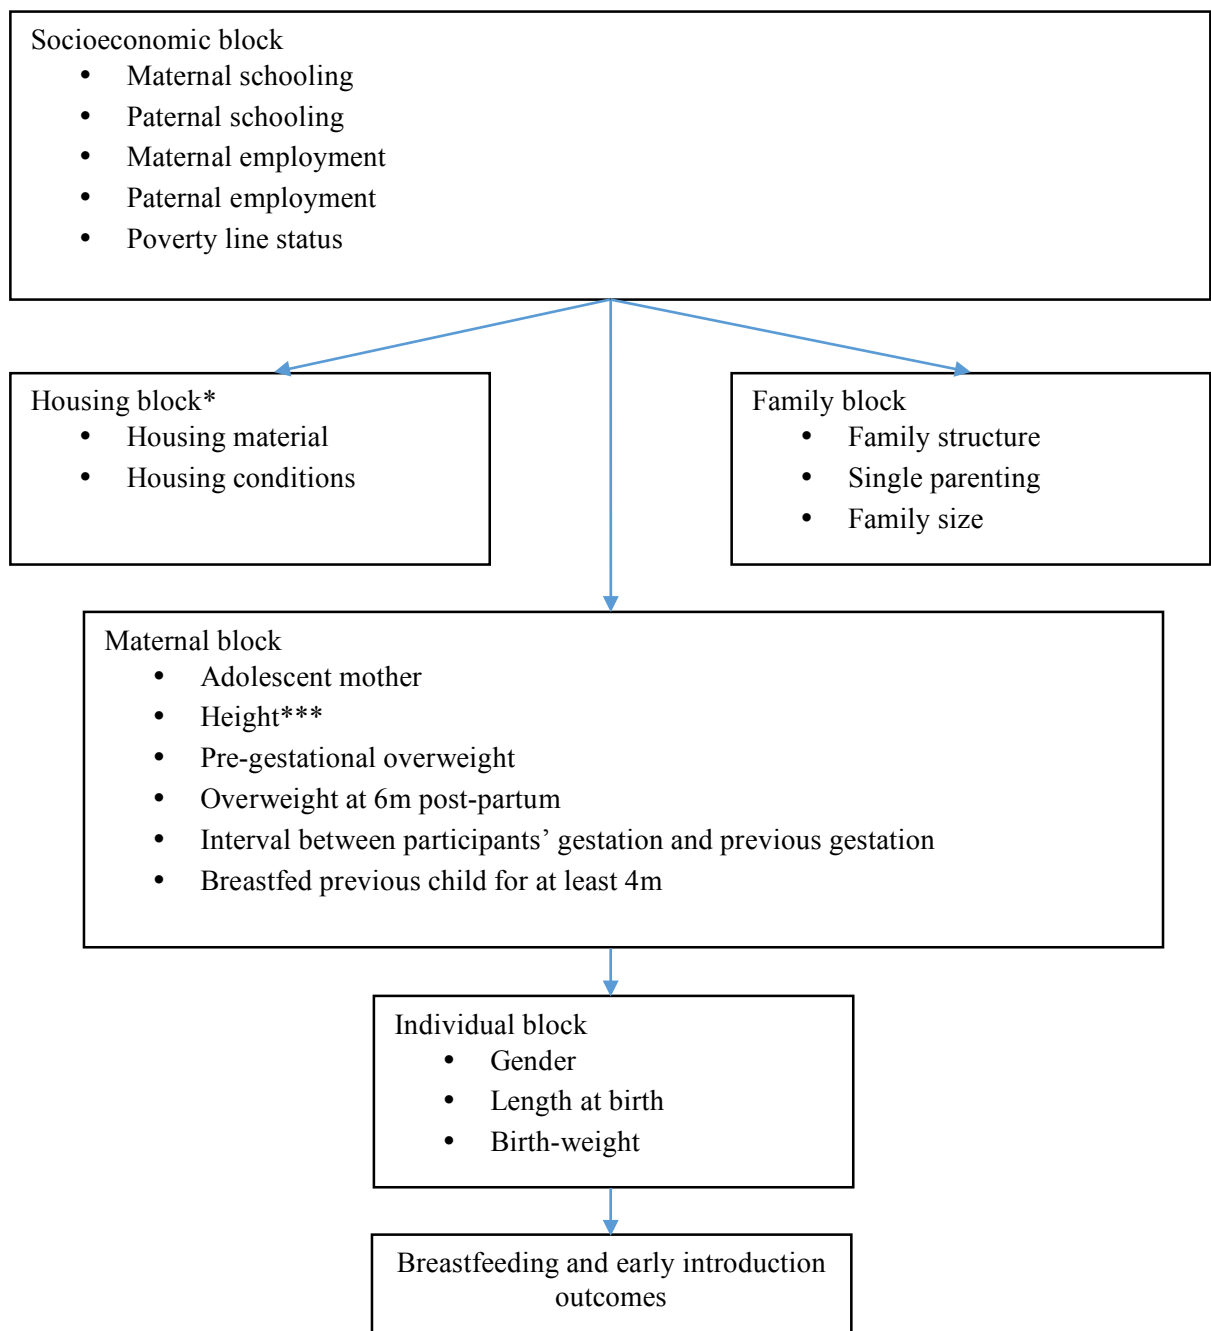 Socioeconomic block
• Maternal schooling
• Paternal schooling
• Maternal employment
• Paternal employment
• Poverty line status
Housing block*
• Housing material
• Housing conditions
Family block
• Family structure
• Single parenting
• Family size
Maternal block
• Adolescent mother
• Height***
• Pre-gestational overweight
• Overweight at 6m post-partum
• Interval between participants’ gestation and previous gestation
• Breastfed previous child for at least 4m
Individual block
• Gender
• Length at birth
• Birth-weight
Breastfeeding and early introduction
outcomes